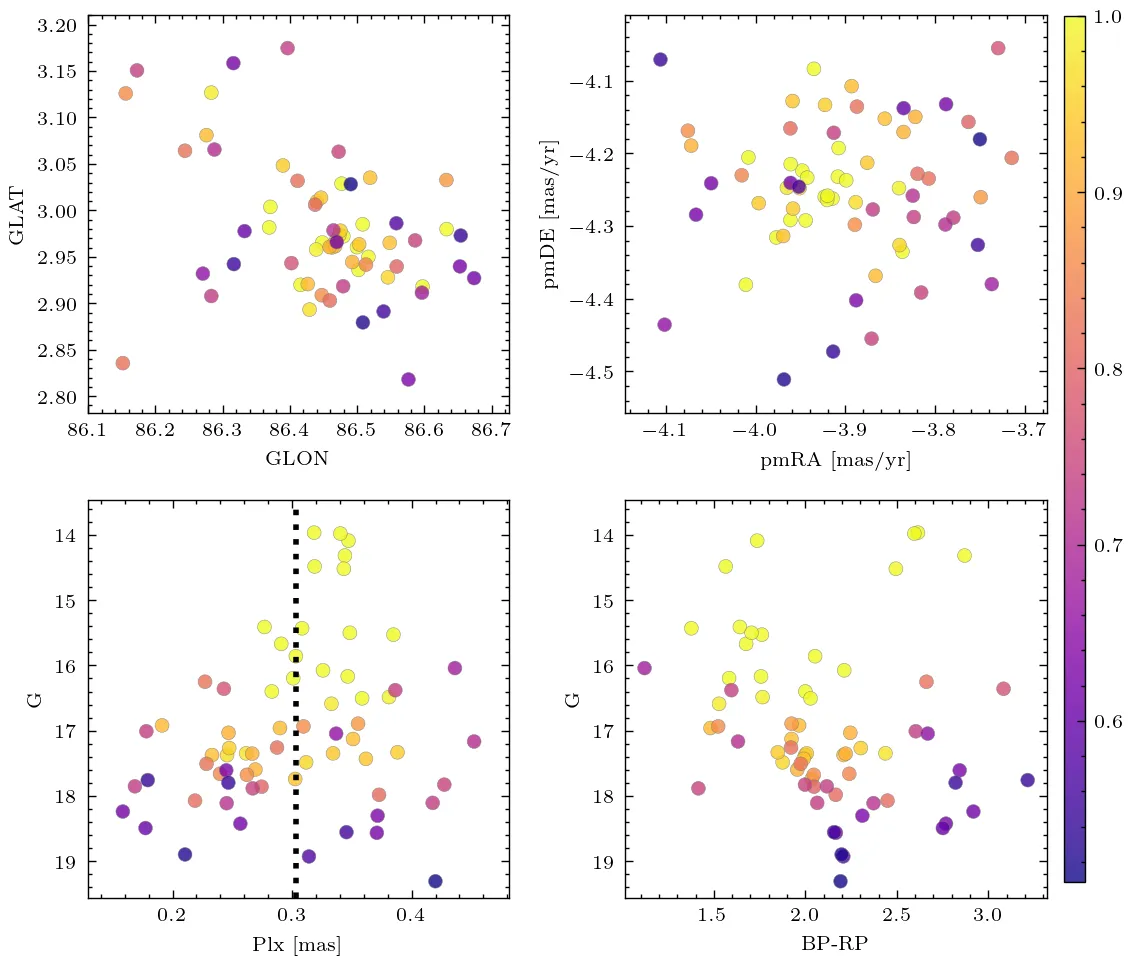 3.20
3.15
3.10
3.05
3.00
2.95
2.90
2.85
2.80
GLAT
86.1 86.2 86.3 86.4 86.5 86.6 86.7
GLON
−4.1
−4.2
−4.3
−4.4
−4.5
pmDE [mas/yr]
−4.1 −4.0 −3.9 −3.8 −3.7
pmRA [mas/yr]
1.0
0.9
0.8
0.7
0.6
14
15
16
17
18
19
G
0.2 0.3 0.4
Plx [mas]
14
15
16
17
18
19
G
1.5 2.0 2.5 3.0
BP-RP